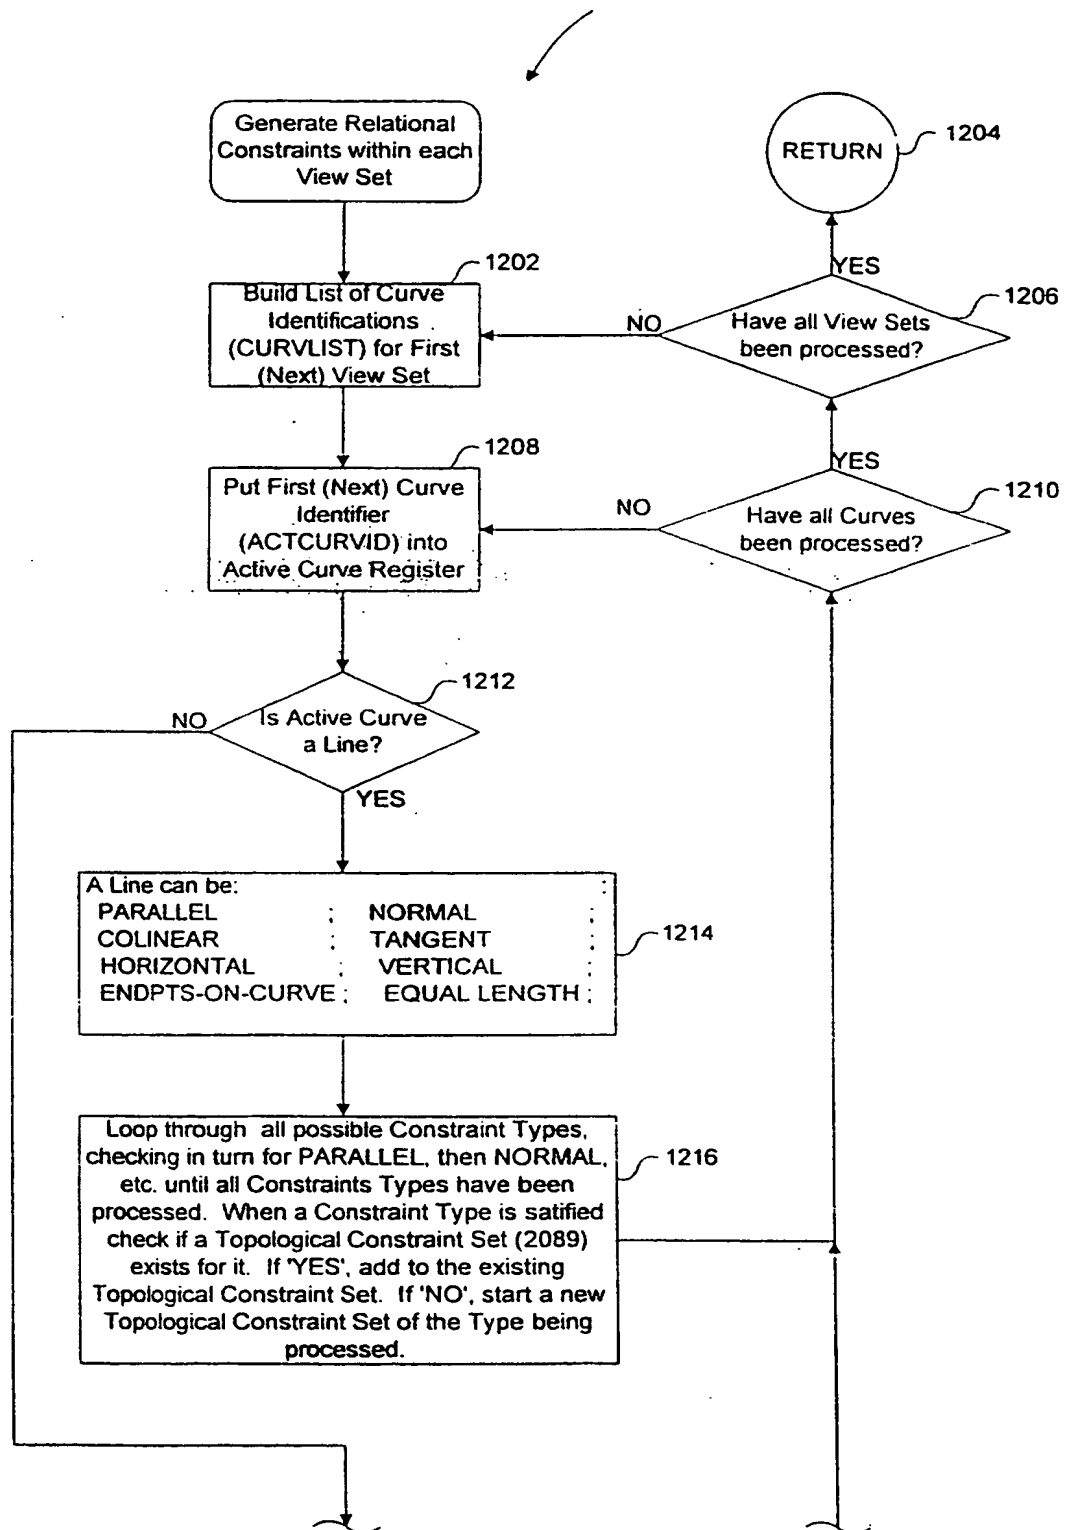 Generate Relational
Constraints within each
View Set
RETURN
1204
1202
Build List of Curve
Identifications
(CURVLIST) for First
(Next) View Set
YES
1206
NO
Have all View Sets
been processed?
1208
Put First (Next) Curve
Identifier
(ACTCURVID) into
Active Curve Register
YES
1210
NO
Have all Curves
been processed?
1212
NO
Is Active Curve
a Line?
YES
A Line can be:
PARALLEL ; NORMAL ;
COLINEAR ; TANGENT ;
HORIZONTAL ; VERTICAL ;
ENDPTS-ON-CURVE ; EQUAL LENGTH ;
1214
Loop through all possible Constraint Types,
checking in turn for PARALLEL, then NORMAL,
etc. until all Constraints Types have been
processed. When a Constraint Type is satified
check if a Topological Constraint Set (2089)
exists for it. If 'YES', add to the existing
Topological Constraint Set. If 'NO', start a new
Topological Constraint Set of the Type being
processed.
1216